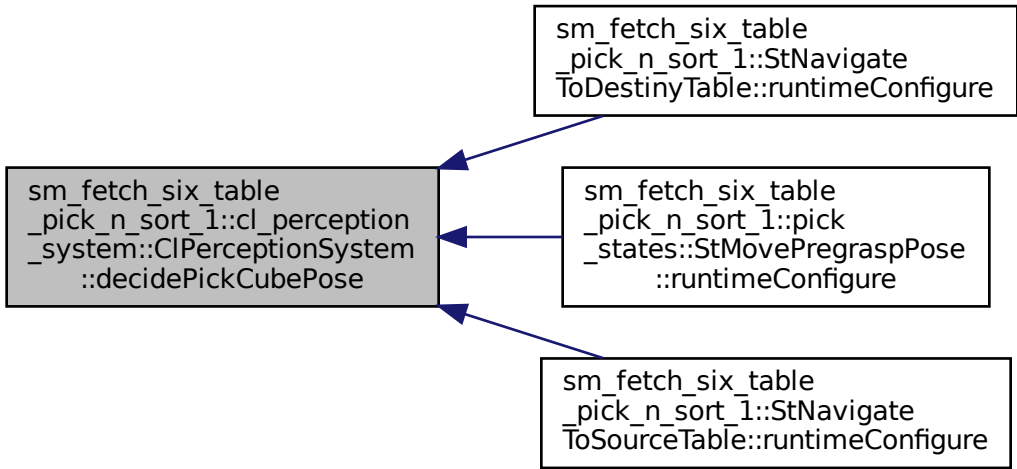 sm_fetch_six_table
_pick_n_sort_1::cl_perception
_system::ClPerceptionSystem
::decidePickCubePose
sm_fetch_six_table
_pick_n_sort_1::StNavigate
ToDestinyTable::runtimeConfigure
sm_fetch_six_table
_pick_n_sort_1::pick
_states::StMovePregraspPose
::runtimeConfigure
sm_fetch_six_table
_pick_n_sort_1::StNavigate
ToSourceTable::runtimeConfigure